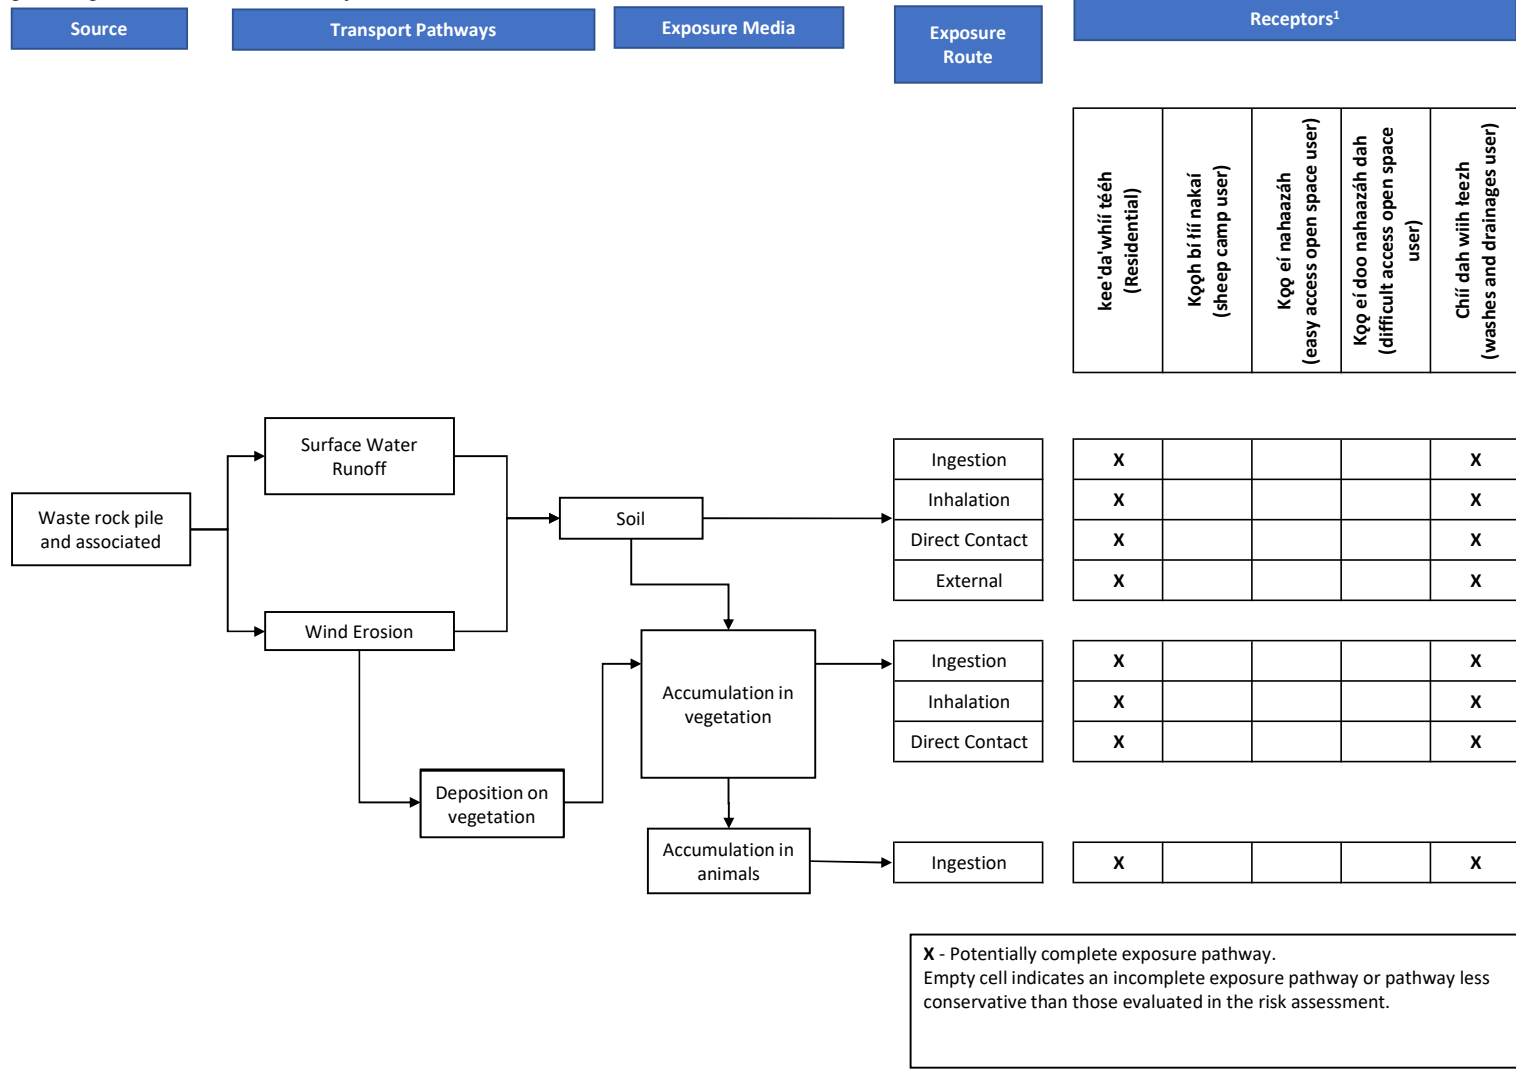 Source
Transport Pathways
Exposure Media
Exposure
Route
Receptors¹
kee'da'whíí tééh
(Residential)
Kǫǫh bí łíí nakaí
(sheep camp user)
Kǫǫ eí nahaazáh
(easy access open space user)
Kǫǫ eí doo nahaazáh dah
(difficult access open space
user)
Chíí dah wiih łeezh
(washes and drainages user)
Surface Water
Runoff
Waste rock pile
and associated
Wind Erosion
Deposition on
vegetation
Soil
Accumulation in
vegetation
Accumulation in
animals
Ingestion X X
Inhalation X X
Direct Contact X X
External X X
Ingestion X X
Inhalation X X
Direct Contact X X
Ingestion X X
X - Potentially complete exposure pathway.
Empty cell indicates an incomplete exposure pathway or pathway less
conservative than those evaluated in the risk assessment.